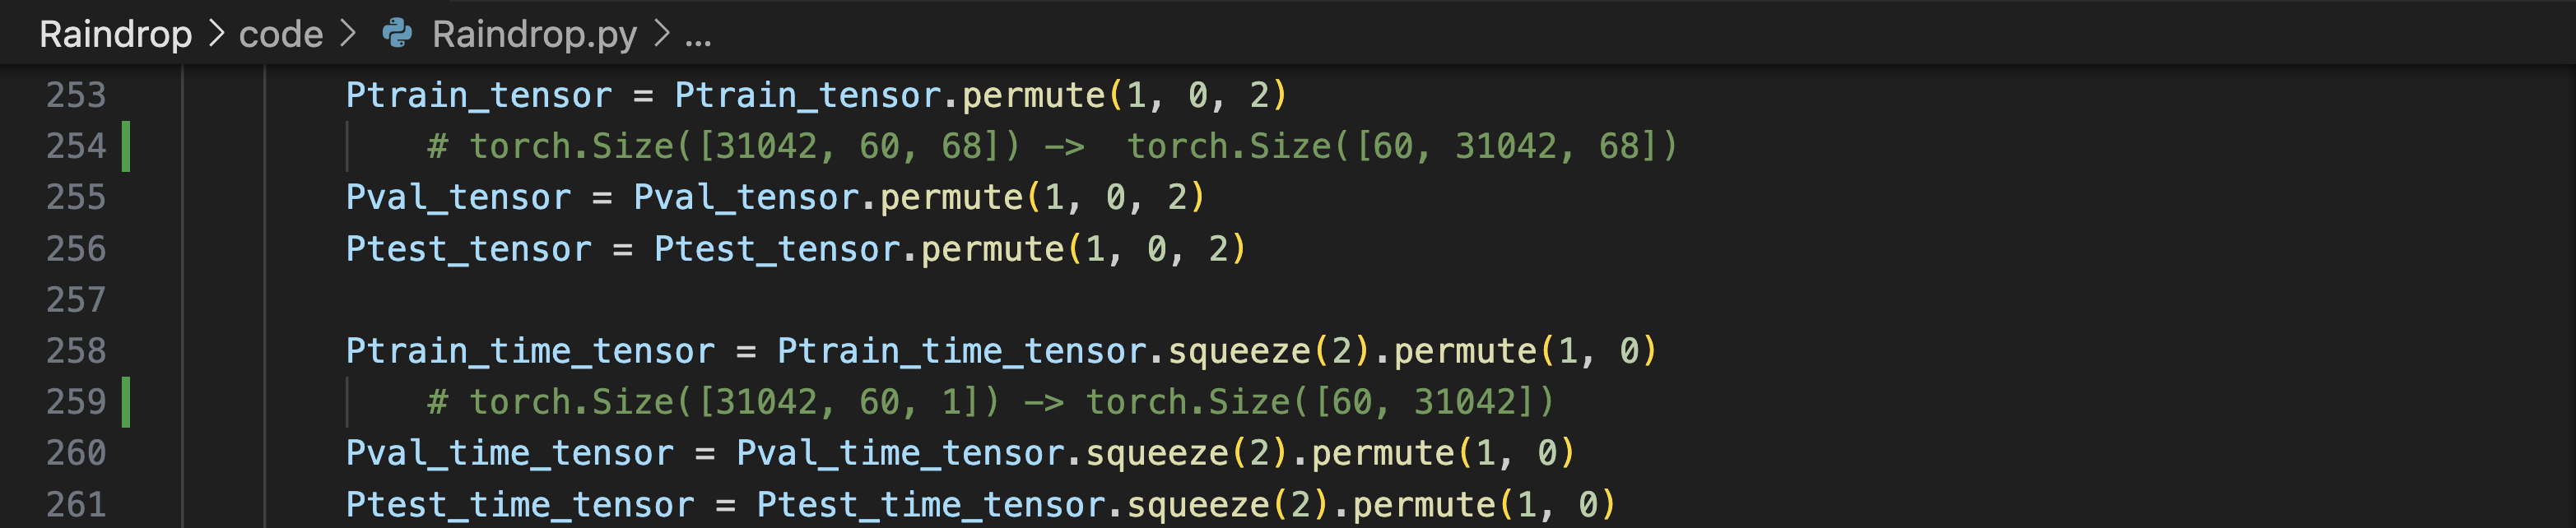 Raindrop > code > Raindrop.py > ...
253 Ptrain_tensor = Ptrain_tensor.permute(1, 0, 2)
254 # torch.Size([31042, 60, 68]) -> torch.Size([60, 31042, 68])
255 Pval_tensor = Pval_tensor.permute(1, 0, 2)
256 Ptest_tensor = Ptest_tensor.permute(1, 0, 2)
257
258 Ptrain_time_tensor = Ptrain_time_tensor.squeeze(2).permute(1, 0)
259 # torch.Size([31042, 60, 1]) -> torch.Size([60, 31042])
260 Pval_time_tensor = Pval_time_tensor.squeeze(2).permute(1, 0)
261 Ptest_time_tensor = Ptest_time_tensor.squeeze(2).permute(1, 0)